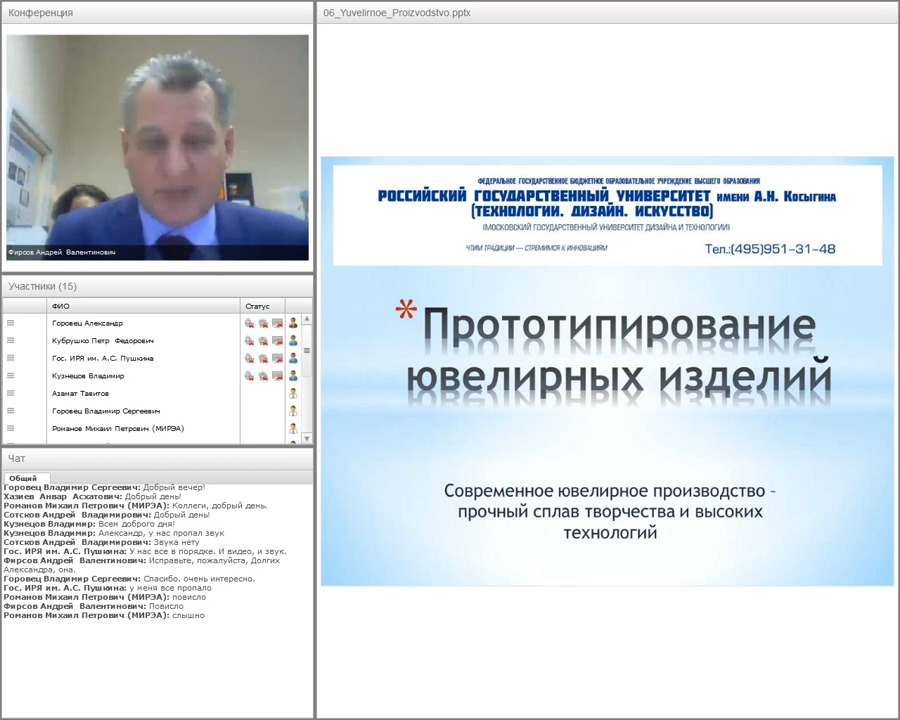 Конференция
Фирсов Андрей Валентинович
Участники (15)
ФИО Статус
Горовец Александр
Кубрушко Петр Федорович
Гос. ИРЯ им. А.С. Пушкина
Кузнецов Владимир
Азамат Тавитов
Горовец Владимир Сергеевич
Романов Михаил Петрович (МИРЭА)
Чат
Общий
Горовец Владимир Сергеевич: Добрый вечер!
Хазиев Анвар Асхатович: Добрый день!
Романов Михаил Петрович (МИРЭА): Коллеги, добрый день.
Сотсков Андрей Владимирович: Добрый день!
Кузнецов Владимир: Всем доброго дня!
Кузнецов Владимир: Александр, у нас пропал звук
Сотсков Андрей Владимирович: Звука нету
Гос. ИРЯ им. А.С. Пушкина: У нас все в порядке. И видео, и звук.
Фирсов Андрей Валентинович: Исправьте, пожалуйста, Долгих
Александра, она.
Горовец Владимир Сергеевич: Спасибо. очень интересно.
Гос. ИРЯ им. А.С. Пушкина: у меня все пропало
Романов Михаил Петрович (МИРЭА): повисло
Фирсов Андрей Валентинович: Повисло
Романов Михаил Петрович (МИРЭА): слышно
06_Yuvelirnoe_Proizvodstvo.pptx
ФЕДЕРАЛЬНОЕ ГОСУДАРСТВЕННОЕ БЮДЖЕТНОЕ ОБРАЗОВАТЕЛЬНОЕ УЧРЕЖДЕНИЕ ВЫСШЕГО ОБРАЗОВАНИЯ
РОССИЙСКИЙ ГОСУДАРСТВЕННЫЙ УНИВЕРСИТЕТ ИМЕНИ А.Н. КОСЫГИНА
(ТЕХНОЛОГИИ. ДИЗАЙН. ИСКУССТВО)
(МОСКОВСКИЙ ГОСУДАРСТВЕННЫЙ УНИВЕРСИТЕТ ДИЗАЙНА И ТЕХНОЛОГИИ)
ЧТИМ ТРАДИЦИИ — СТРЕМИМСЯ К ИННОВАЦИЯМ Тел.:(495)951-31-48
*Прототипирование
ювелирных изделий
Современное ювелирное производство –
прочный сплав творчества и высоких
технологий